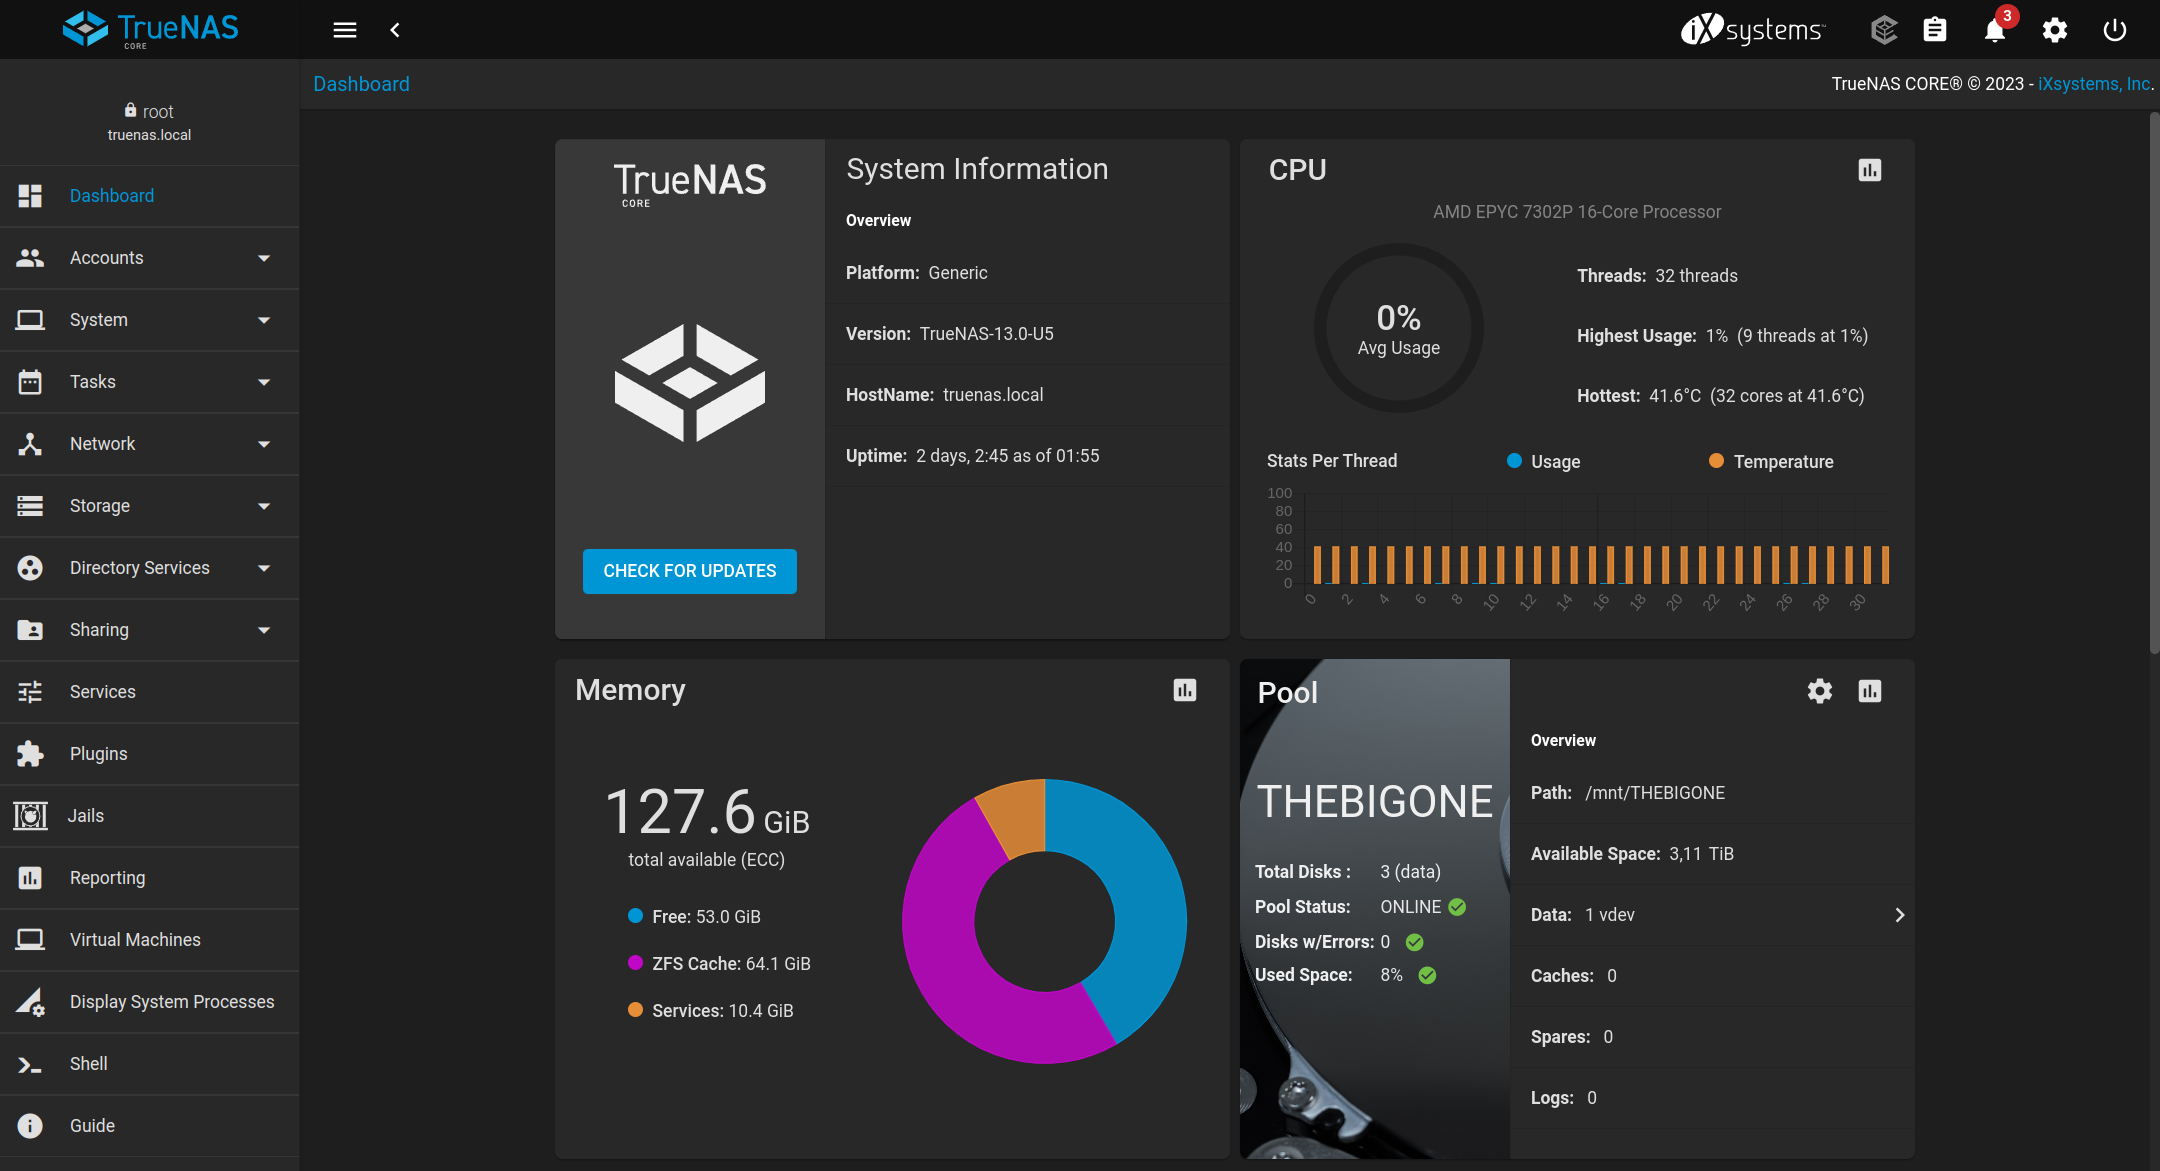 TrueNAS
CORE
iXsystems™
3
root
truenas.local
Dashboard
TrueNAS CORE® © 2023 - iXsystems, Inc.
Dashboard
Accounts
System
Tasks
Network
Storage
Directory Services
Sharing
Services
Plugins
Jails
Reporting
Virtual Machines
Display System Processes
Shell
Guide
TrueNAS
CORE
CHECK FOR UPDATES
System Information
Overview
Platform: Generic
Version: TrueNAS-13.0-U5
HostName: truenas.local
Uptime: 2 days, 2:45 as of 01:55
CPU
AMD EPYC 7302P 16-Core Processor
0%
Avg Usage
Threads: 32 threads
Highest Usage: 1% (9 threads at 1%)
Hottest: 41.6°C (32 cores at 41.6°C)
Stats Per Thread
Usage
Temperature
100
80
60
40
20
0
0 2 4 6 8 10 12 14 16 18 20 22 24 26 28 30
Memory
127.6 GiB
total available (ECC)
Free: 53.0 GiB
ZFS Cache: 64.1 GiB
Services: 10.4 GiB
Pool
THEBIGONE
Total Disks : 3 (data)
Pool Status: ONLINE
Disks w/Errors: 0
Used Space: 8%
Overview
Path: /mnt/THEBIGONE
Available Space: 3,11 TiB
Data: 1 vdev
Caches: 0
Spares: 0
Logs: 0